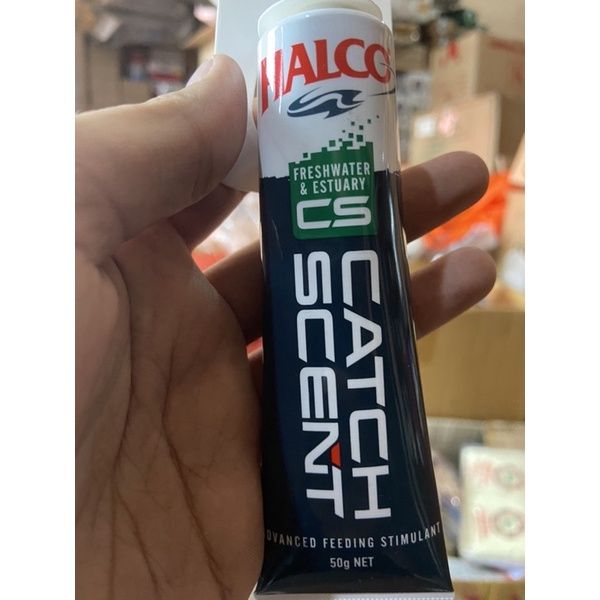 HALCO
FRESHWATER
& ESTUARY
CS
CATCH
SCENT
ADVANCED FEEDING STIMULANT
50g NET